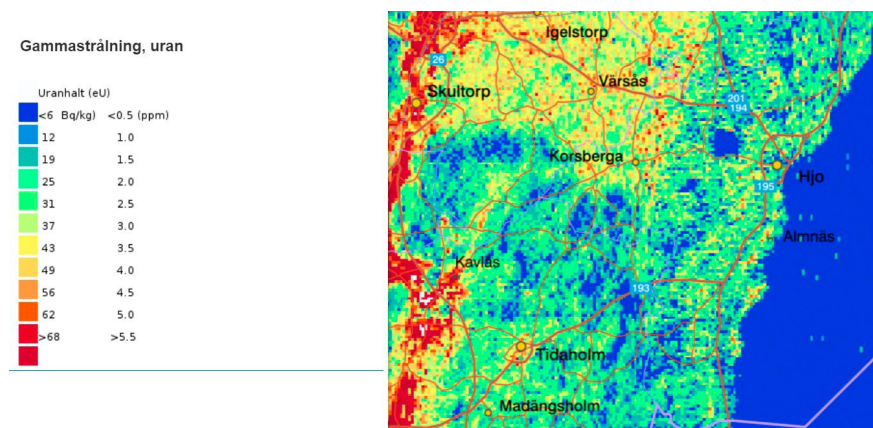 Gammastrålning, uran
Uranhalt (eU)
<6 Bq/kg) <0.5 (ppm)
12 1.0
19 1.5
25 2.0
31 2.5
37 3.0
43 3.5
49 4.0
56 4.5
62 5.0
>68 >5.5
Igelstorp
26
Skultorp
Värsås
201
194
Korsberga
Hjo
195
Almnäs
Kavlås
193
Tidaholm
Madängsholm